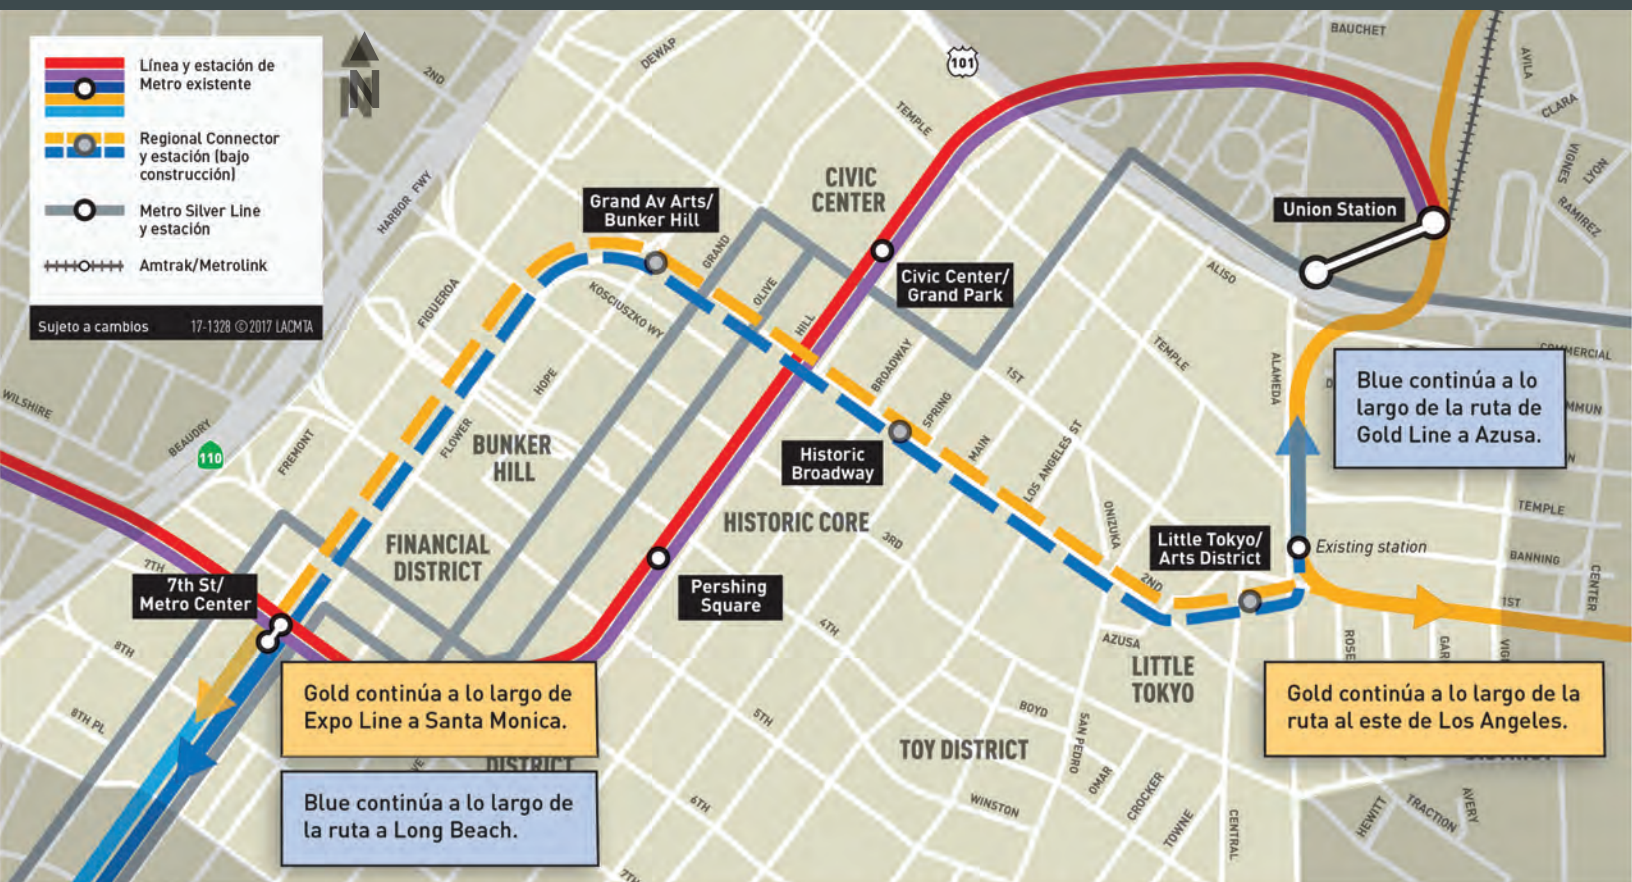 Línea y estación de
Metro existente
Regional Connector
y estación (bajo
construcción)
Metro Silver Line
y estación
Amtrak/Metrolink
Sujeto a cambios
17-1328 © 2017 LACMTA
N
2ND
DEWAP
101
BAUCHET
AVILA
CLARA
VIGNES
LYON
RAMIREZ
TEMPLE
HARBOR FWY
CIVIC
CENTER
Grand Av Arts/
Bunker Hill
Union Station
GRAND
Civic Center/
Grand Park
ALISO
FIGUEROA
KOSCIUSZKO WY
OLIVE
HILL
TEMPLE
COMMERCIAL
ALAMEDA
Blue continúa a lo
largo de la ruta de
Gold Line a Azusa.
WILSHIRE
HOPE
BROADWAY
1ST
SPRING
BEAUDRY
110
FREMONT
FLOWER
BUNKER
HILL
Historic
Broadway
MAIN
LOS ANGELES ST
HISTORIC CORE
ONIZUKA
TEMPLE
3RD
FINANCIAL
DISTRICT
Little Tokyo/
Arts District
Existing station
BANNING
CENTER
7TH
7th St/
Metro Center
Pershing
Square
2ND
1ST
8TH
4TH
AZUSA
LITTLE
TOKYO
ROSE
GAR
VIG
Gold continúa a lo largo de
Expo Line a Santa Monica.
Gold continúa a lo largo de la
ruta al este de Los Angeles.
8TH PL
5TH
BOYD
SAN PEDRO
TOY DISTRICT
DISTRICT
OMAR
CROCKER
TOWNE
WINSTON
6TH
CENTRAL
HEWITT
TRACTION
AVERY
Blue continúa a lo largo de
la ruta a Long Beach.
7TH